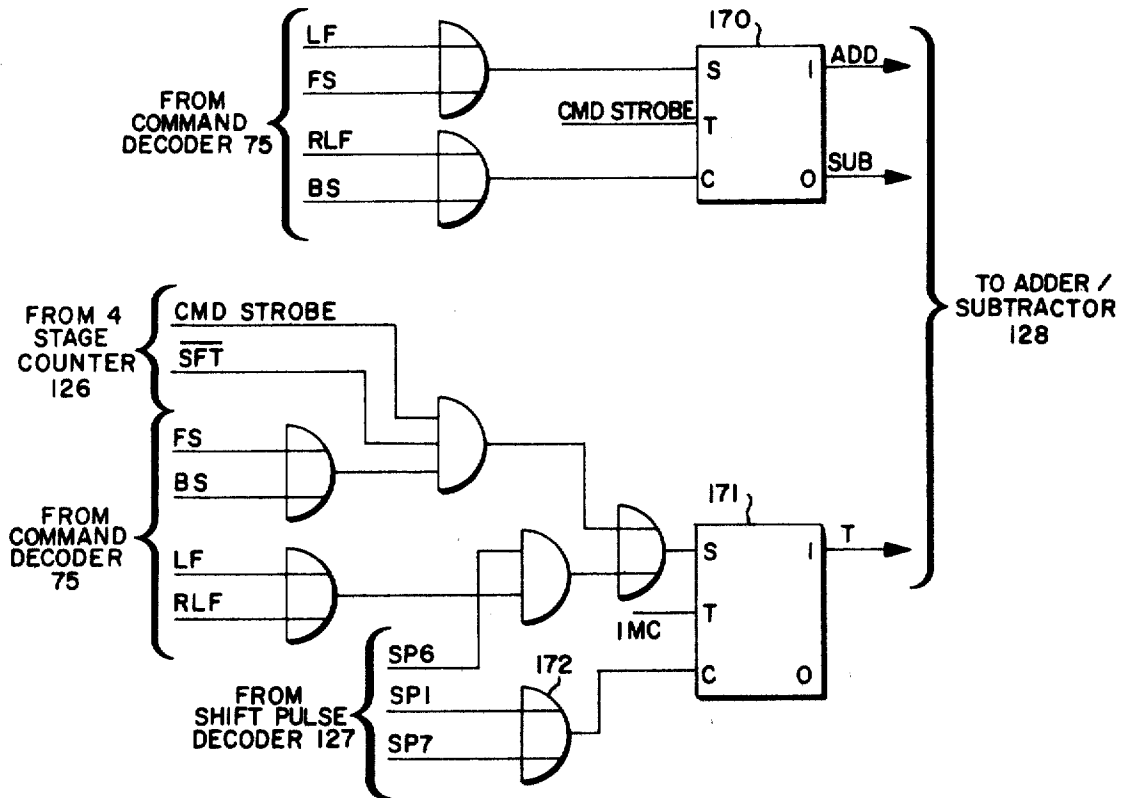 170
LF
FS
FROM
COMMAND
DECODER 75
RLF
BS
S
I
ADD
CMD STROBE
T
C
O
SUB
TO ADDER /
SUBTRACTOR
128
FROM 4
STAGE
COUNTER
126
CMD STROBE
SFT
FS
BS
FROM
COMMAND
DECODER
75
LF
RLF
171
S
I
T
IMC
T
C
O
SP6
172
FROM
SHIFT PULSE
DECODER 127
SP1
SP7